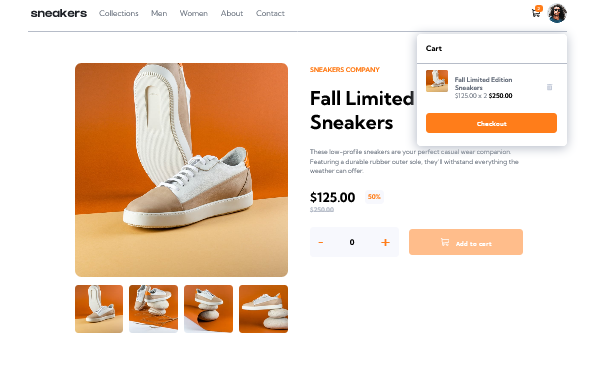 sneakers Collections Men Women About Contact
Cart
Fall Limited Edition
Sneakers
$125.00 x 2 $250.00
Checkout
SNEAKERS COMPANY
Fall Limited
Sneakers
These low-profile sneakers are your perfect casual wear companion.
Featuring a durable rubber outer sole, they'll withstand everything the
weather can offer.
$125.00 50%
$250.00
- 0 +
Add to cart